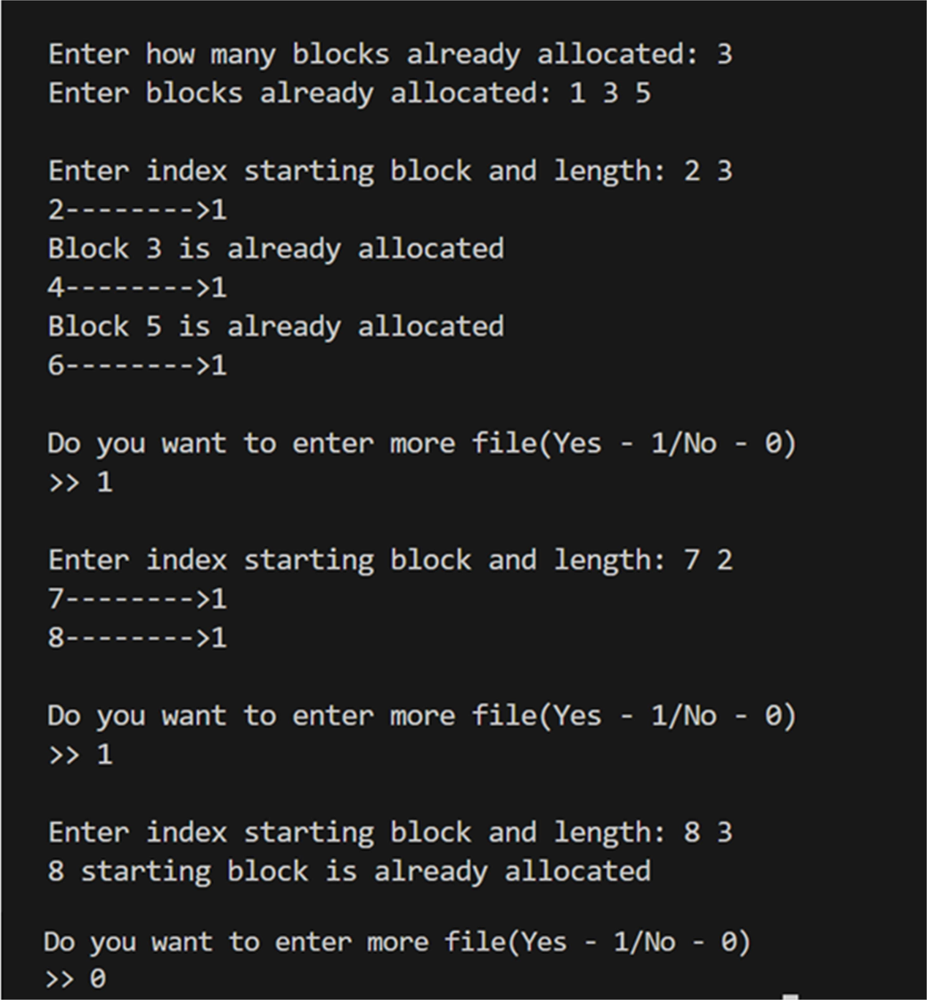 Enter how many blocks already allocated: 3
Enter blocks already allocated: 1 3 5
Enter index starting block and length: 2 3
2-------->1
Block 3 is already allocated
4-------->1
Block 5 is already allocated
6-------->1
Do you want to enter more file(Yes - 1/No - 0)
>> 1
Enter index starting block and length: 7 2
7-------->1
8-------->1
Do you want to enter more file(Yes - 1/No - 0)
>> 1
Enter index starting block and length: 8 3
8 starting block is already allocated
Do you want to enter more file(Yes - 1/No - 0)
>> 0